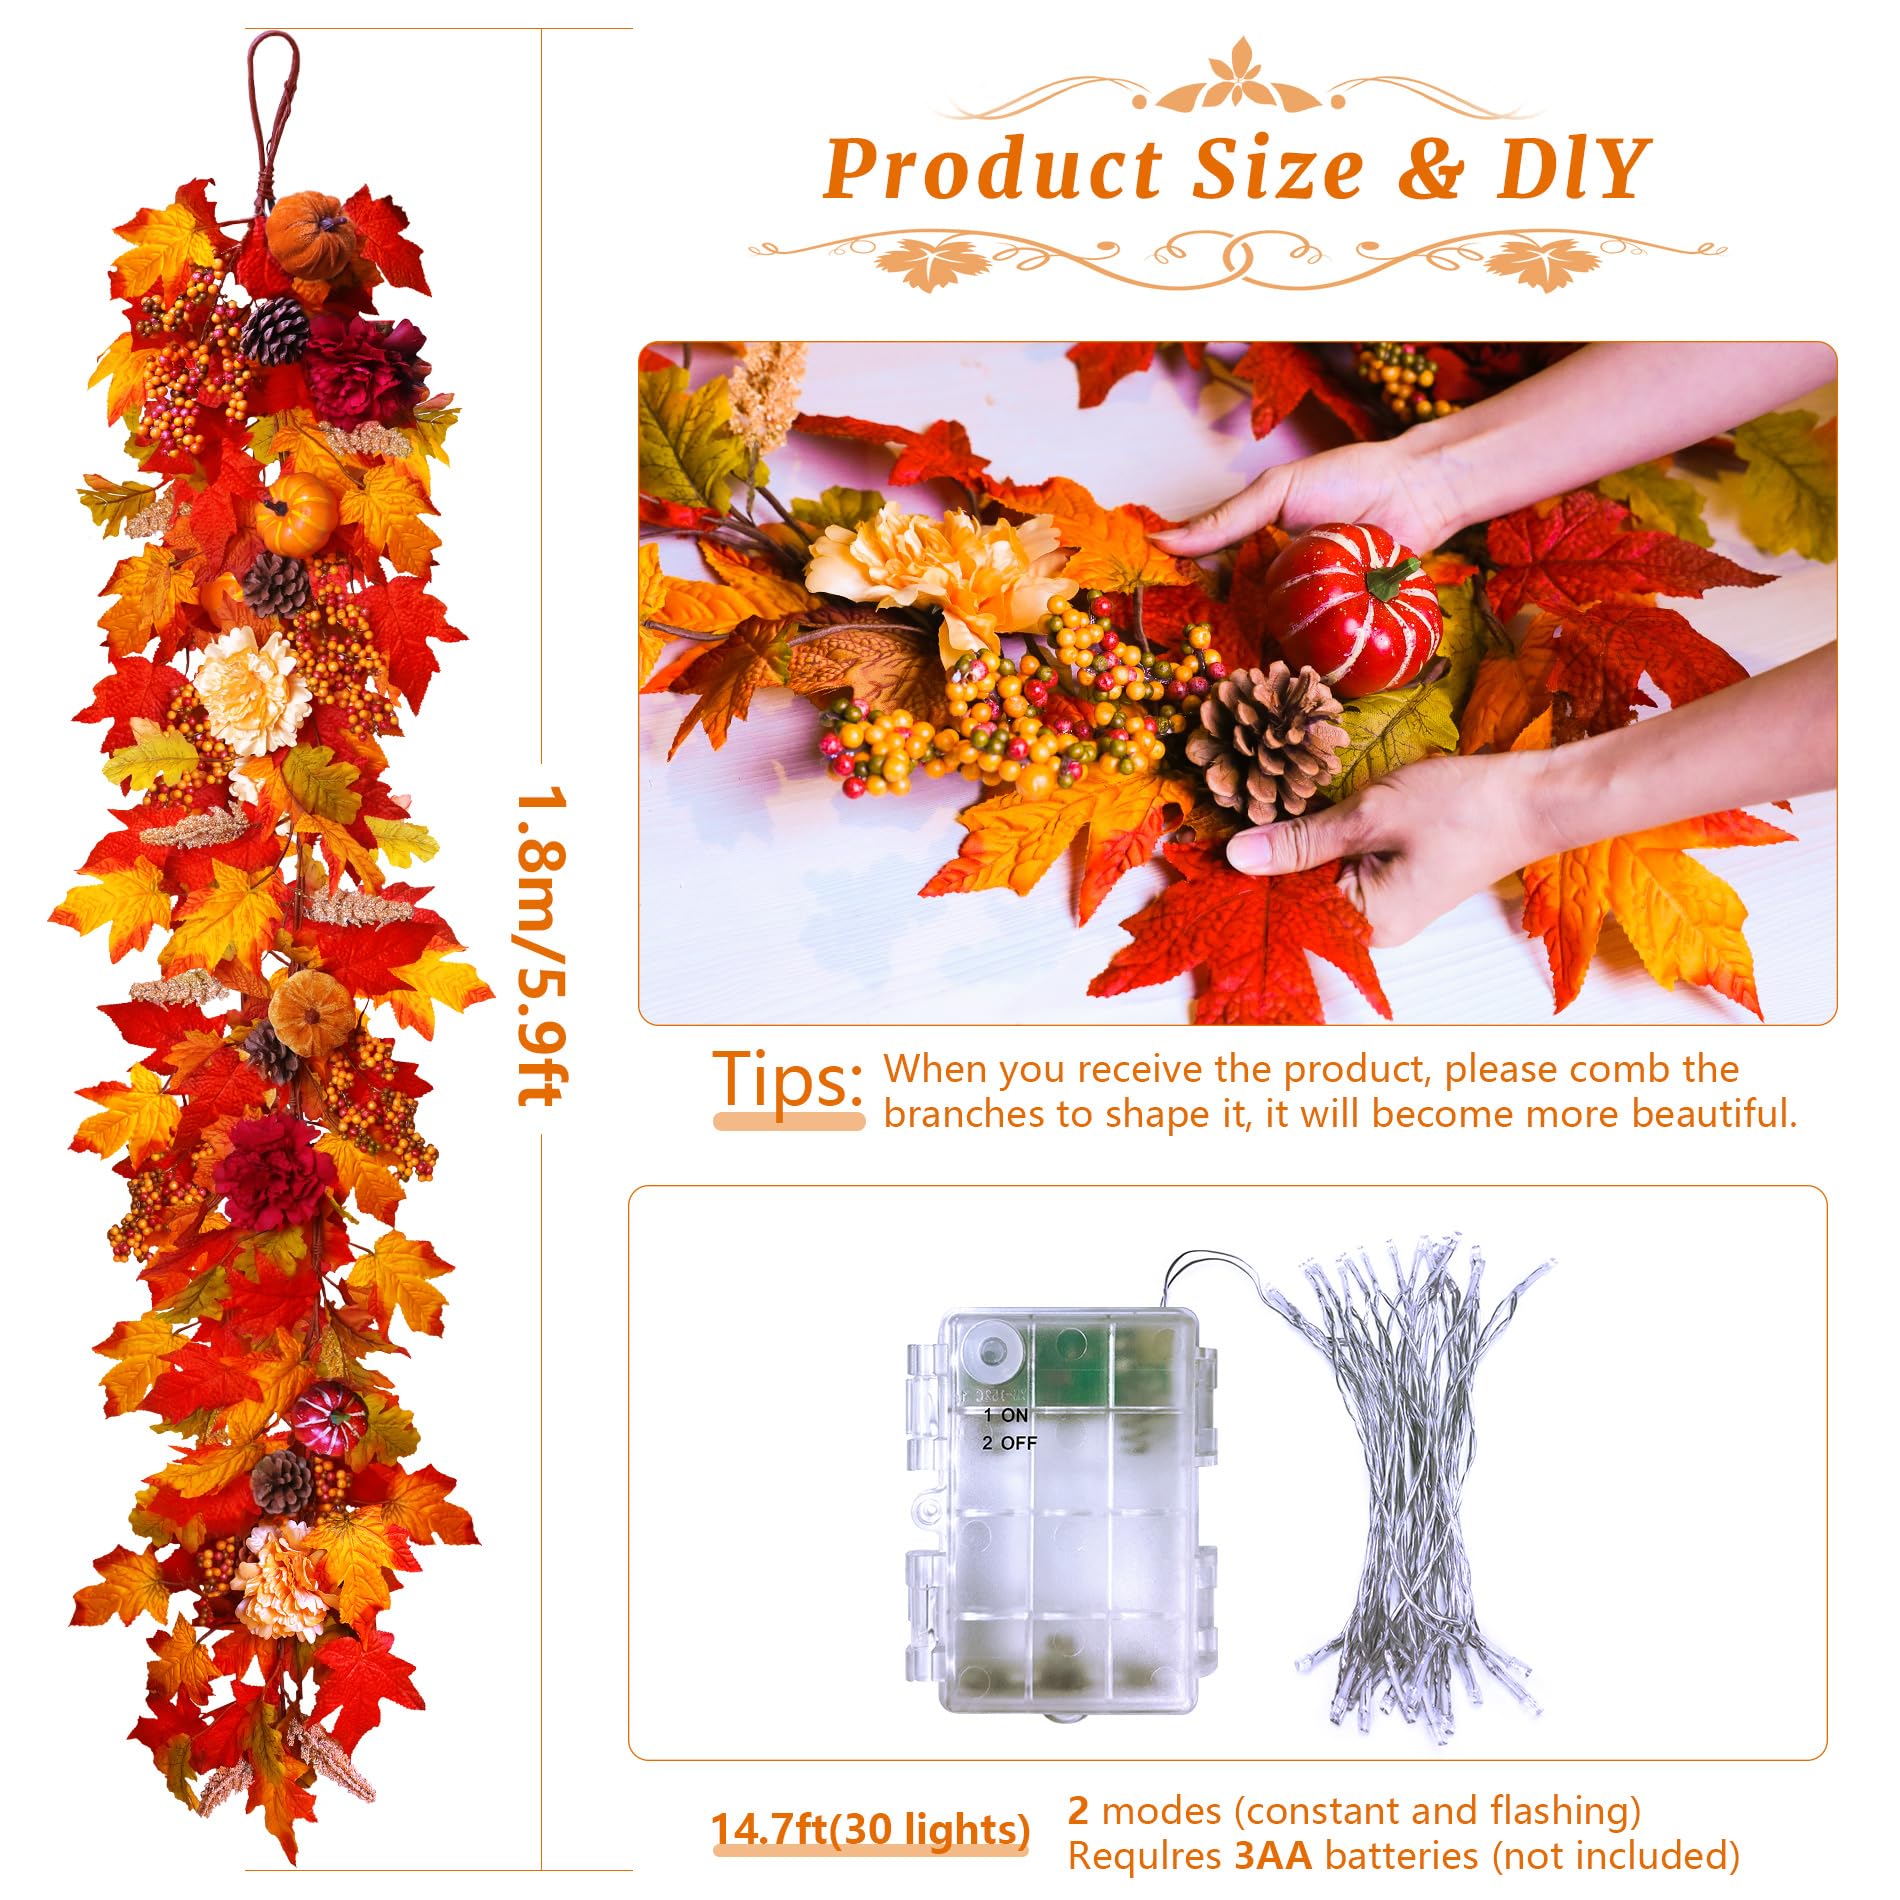 Product Size & DlY
1.8m/5.9ft
Tips:
When you receive the product, please comb the
branches to shape it, it will become more beautiful.
1 ON
2 OFF
14.7ft(30 lights)
2 modes (constant and flashing)
Requlres 3AA batteries (not included)